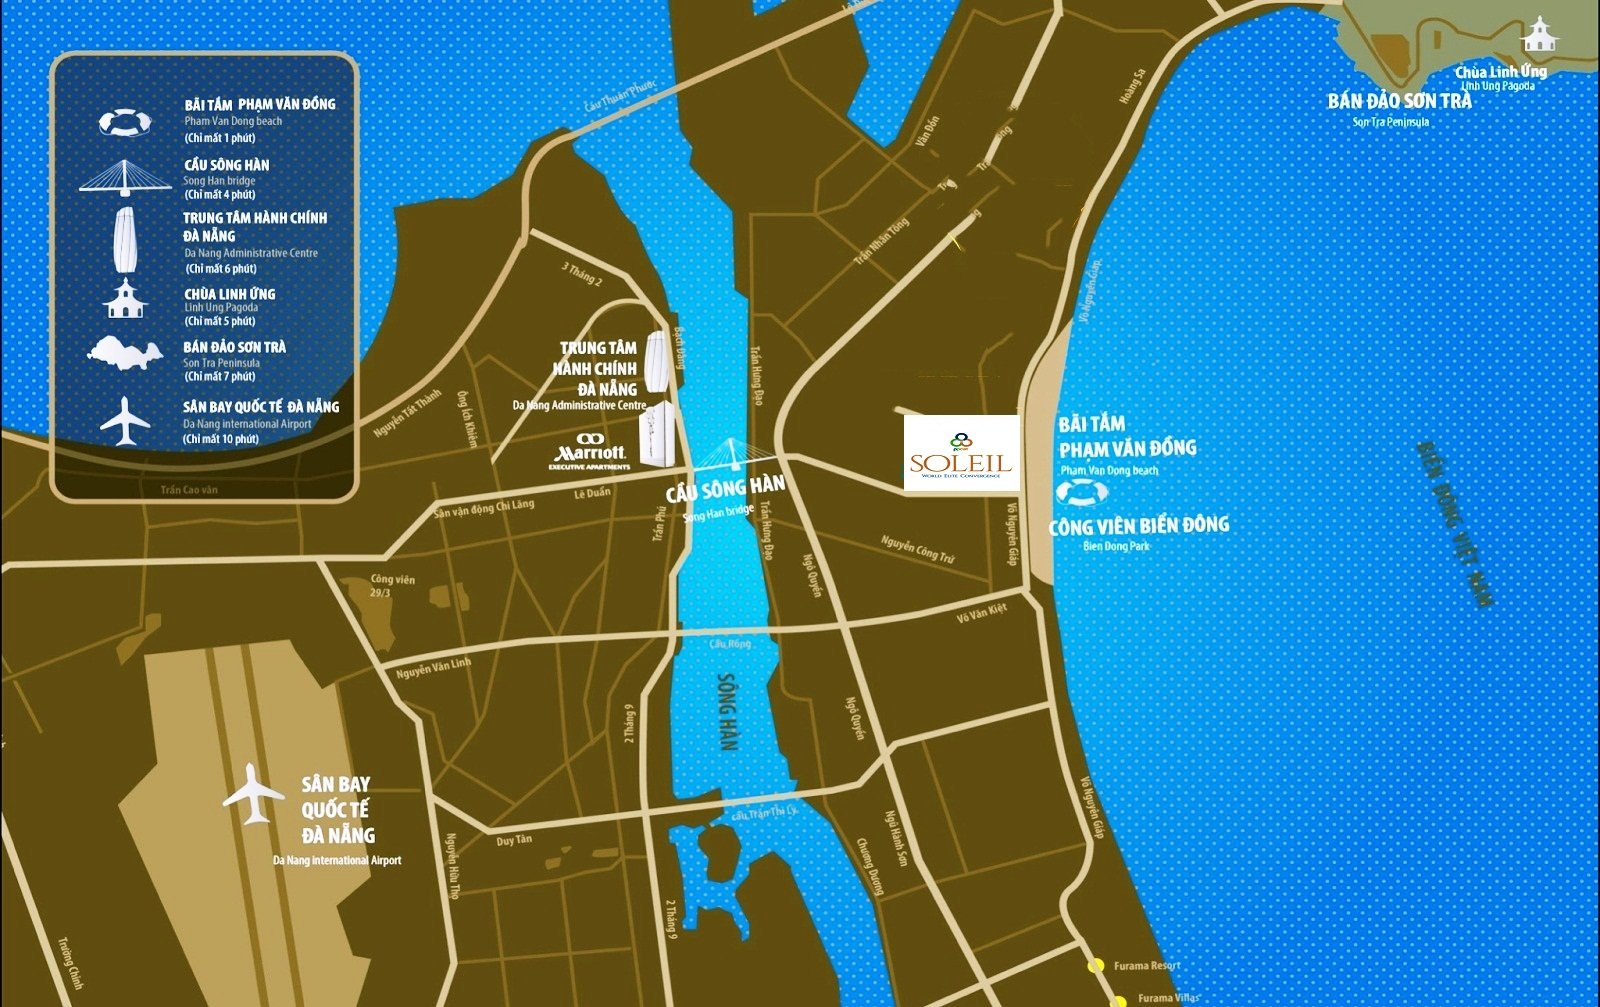 BÃI TẮM PHẠM VĂN ĐỒNG
Pham Van Dong beach
(Chỉ mất 1 phút)
CẦU SÔNG HÀN
Song Han bridge
(Chỉ mất 4 phút)
TRUNG TÂM HÀNH CHÍNH
ĐÀ NẴNG
Da Nang Administrative Centre
(Chỉ mất 6 phút)
CHÙA LINH ỨNG
Linh Ung Pagoda
(Chỉ mất 5 phút)
BÁN ĐẢO SƠN TRÀ
Son Tra Peninsula
(Chỉ mất 7 phút)
SÂN BAY QUỐC TẾ ĐÀ NẴNG
Da Nang international Airport
(Chỉ mất 10 phút)
Trần Cao vân
Cầu Thuận Phước
Vân Đồn
Hoàng Sa
Chùa Linh Ứng
Linh Ung Pagoda
BÁN ĐẢO SƠN TRÀ
Son Tra Peninsula
Trần Nhân Tông
3 Tháng 2
Võ Nguyên Giáp
Bạch Đằng
Trần Hưng Đạo
TRUNG TÂM
HÀNH CHÍNH
ĐÀ NẴNG
Da Nang Administrative Centre
Nguyễn Tất Thành
Ông Ích Khiêm
Marriott
EXECUTIVE APARTMENTS
SOLEIL
WORLD ELITE CONVERGENCE
BÃI TẮM
PHẠM VĂN ĐỒNG
Pham Van Dong beach
CÔNG VIÊN BIỂN ĐÔNG
Bien Dong Park
BIỂN ĐÔNG VIỆT NAM
CẦU SÔNG HÀN
Song Han bridge
Lê Duẩn
Sân vận động Chi Lăng
Trần Phú
Trần Hưng Đạo
Ngô Quyền
Nguyễn Công Trứ
Võ Nguyên Giáp
Công viên
29/3
Võ Văn Kiệt
Cầu Rồng
Nguyễn Văn Linh
SÔNG HÀN
2 Tháng 9
Ngô Quyền
SÂN BAY
QUỐC TẾ
ĐÀ NẴNG
Da Nang international Airport
cầu Trần Thị Lý
Duy Tân
Nguyễn Hữu Thọ
Ngũ Hành Sơn
Chương Dương
Võ Nguyên Giáp
2 Tháng 9
Trường Chinh
Furama Resort
Furama Villas